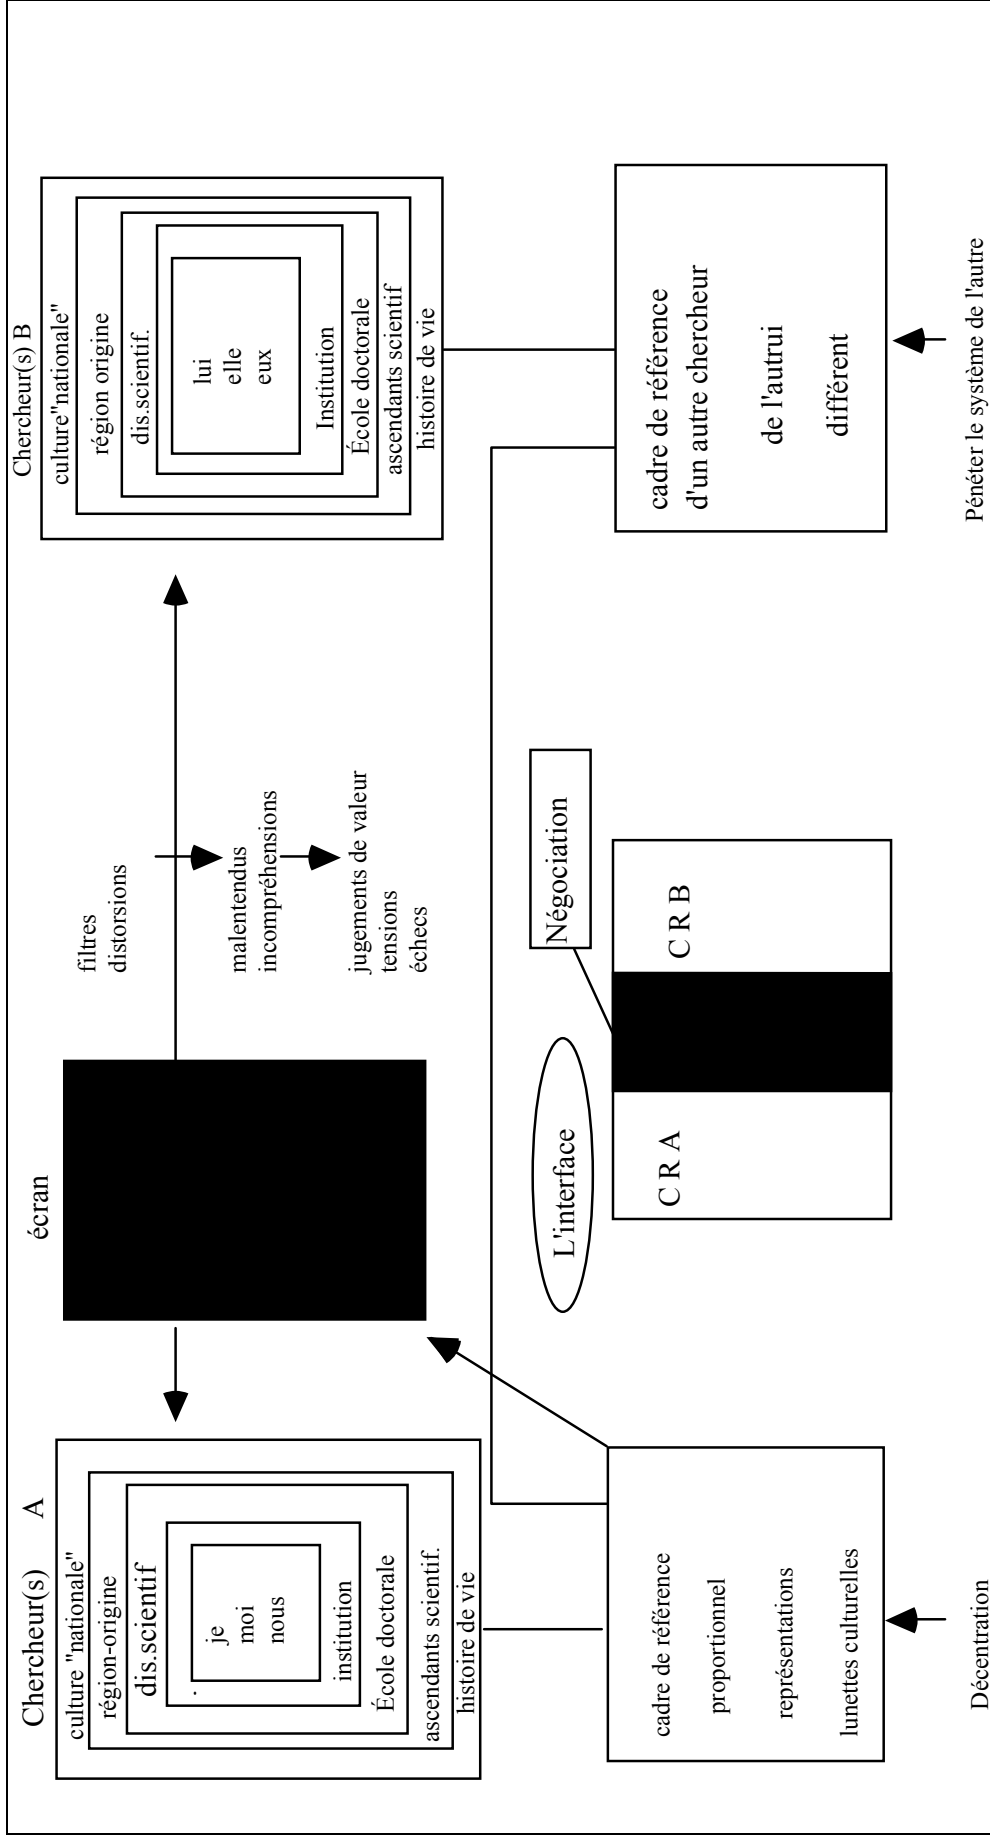 Chercheur(s) A
culture "nationale"
région-origine
dis.scientif
.
je
moi
nous
institution
École doctorale
ascendants scientif.
histoire de vie
écran
filtres
distorsions
malentendus
incompréhensions
jugements de valeur
tensions
échecs
Chercheur(s) B
culture"nationale"
région origine
dis.scientif.
lui
elle
eux
Institution
École doctorale
ascendants scientif
histoire de vie
cadre de référence
proportionnel
représentations
lunettes culturelles
Décentration
L'interface
Négociation
C R A
C R B
cadre de référence
d'un autre chercheur
de l'autrui
différent
Pénéter le système de l'autre